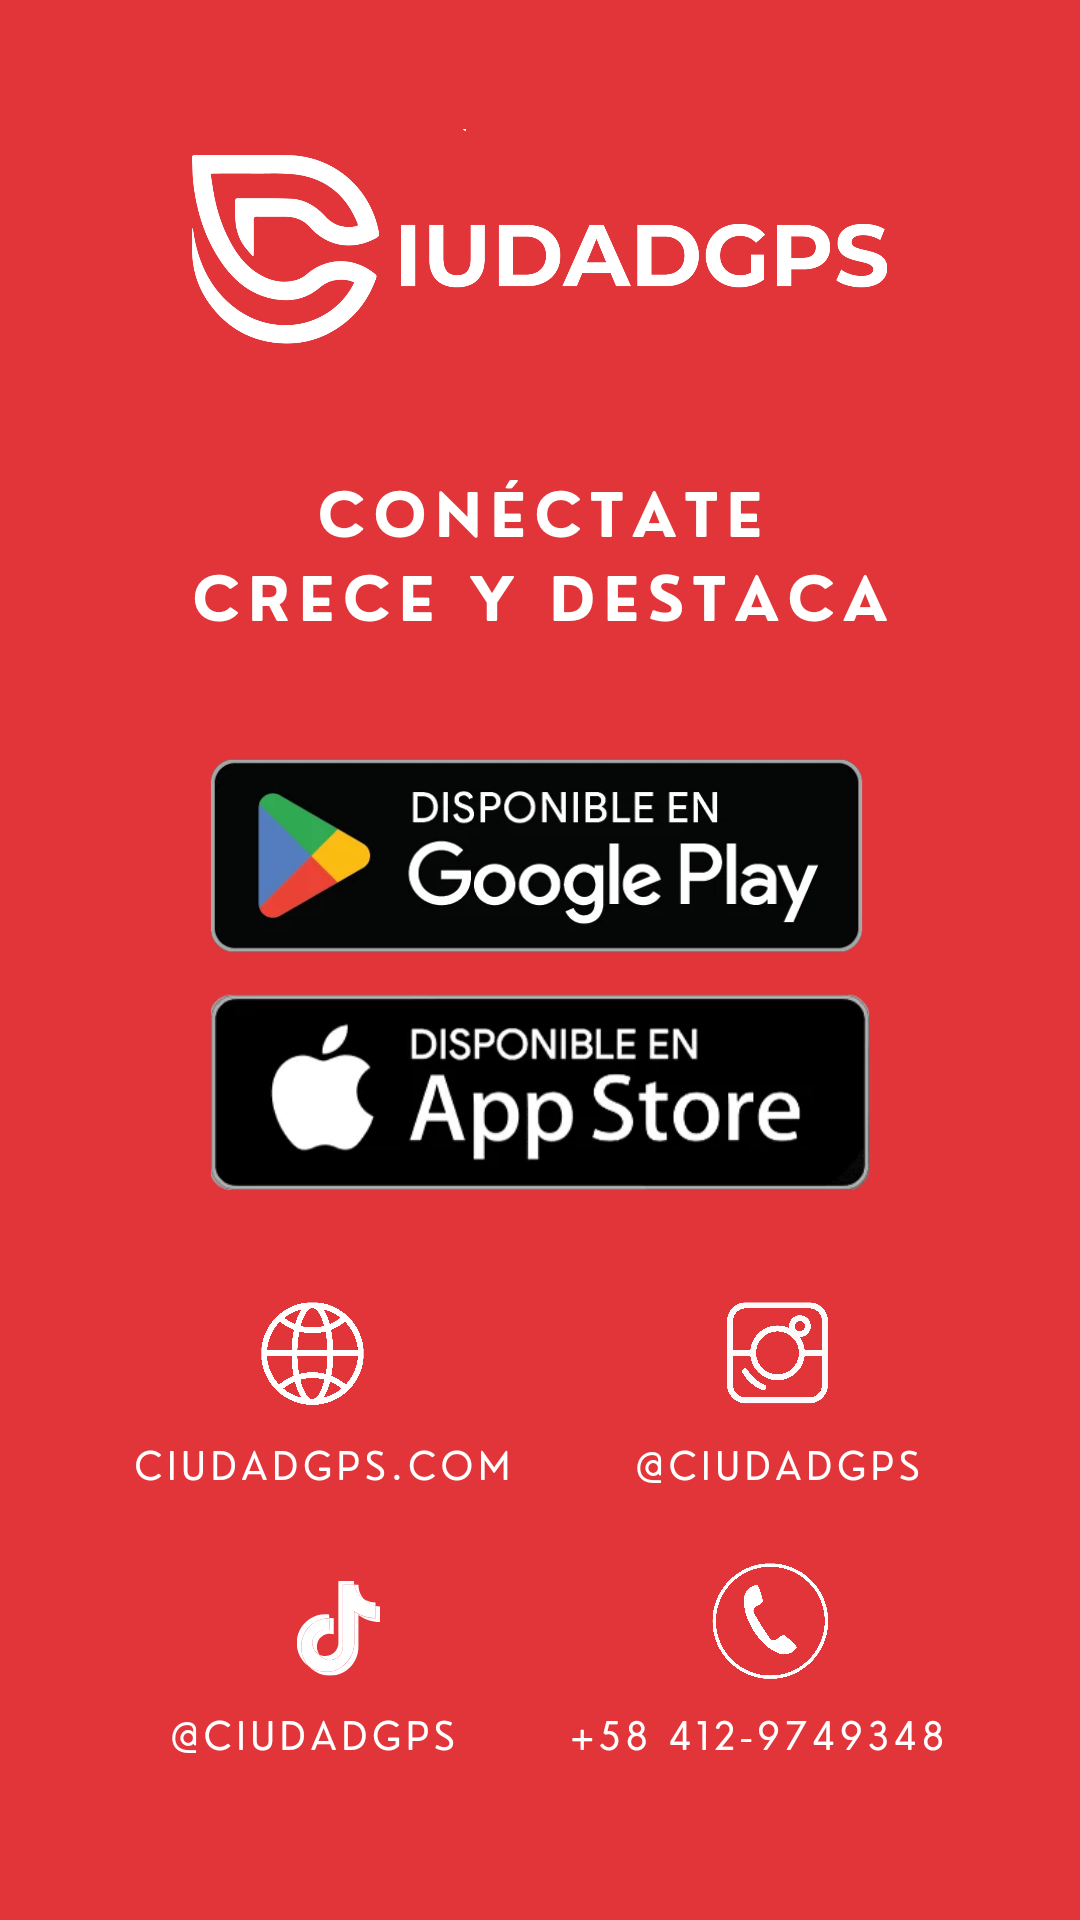 CIUDADGPS
CONÉCTATE
CRECE Y DESTACA
DISPONIBLE EN
Google Play
DISPONIBLE EN
App Store
CIUDADGPS.COM
@CIUDADGPS
@CIUDADGPS
+58 412-9749348